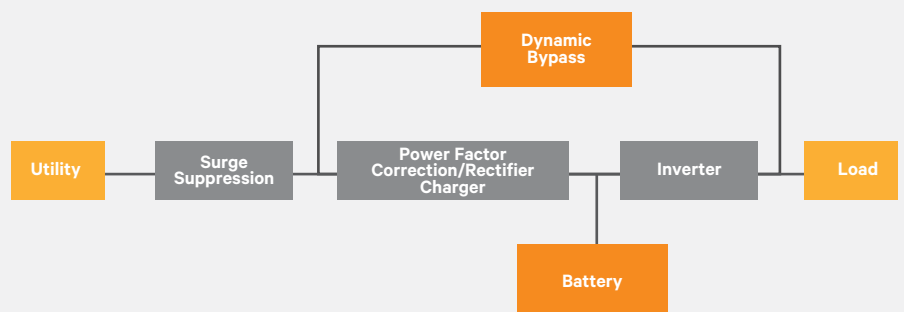 Dynamic
Bypass
Utility
Surge
Suppression
Power Factor
Correction/Rectifier
Charger
Inverter
Load
Battery